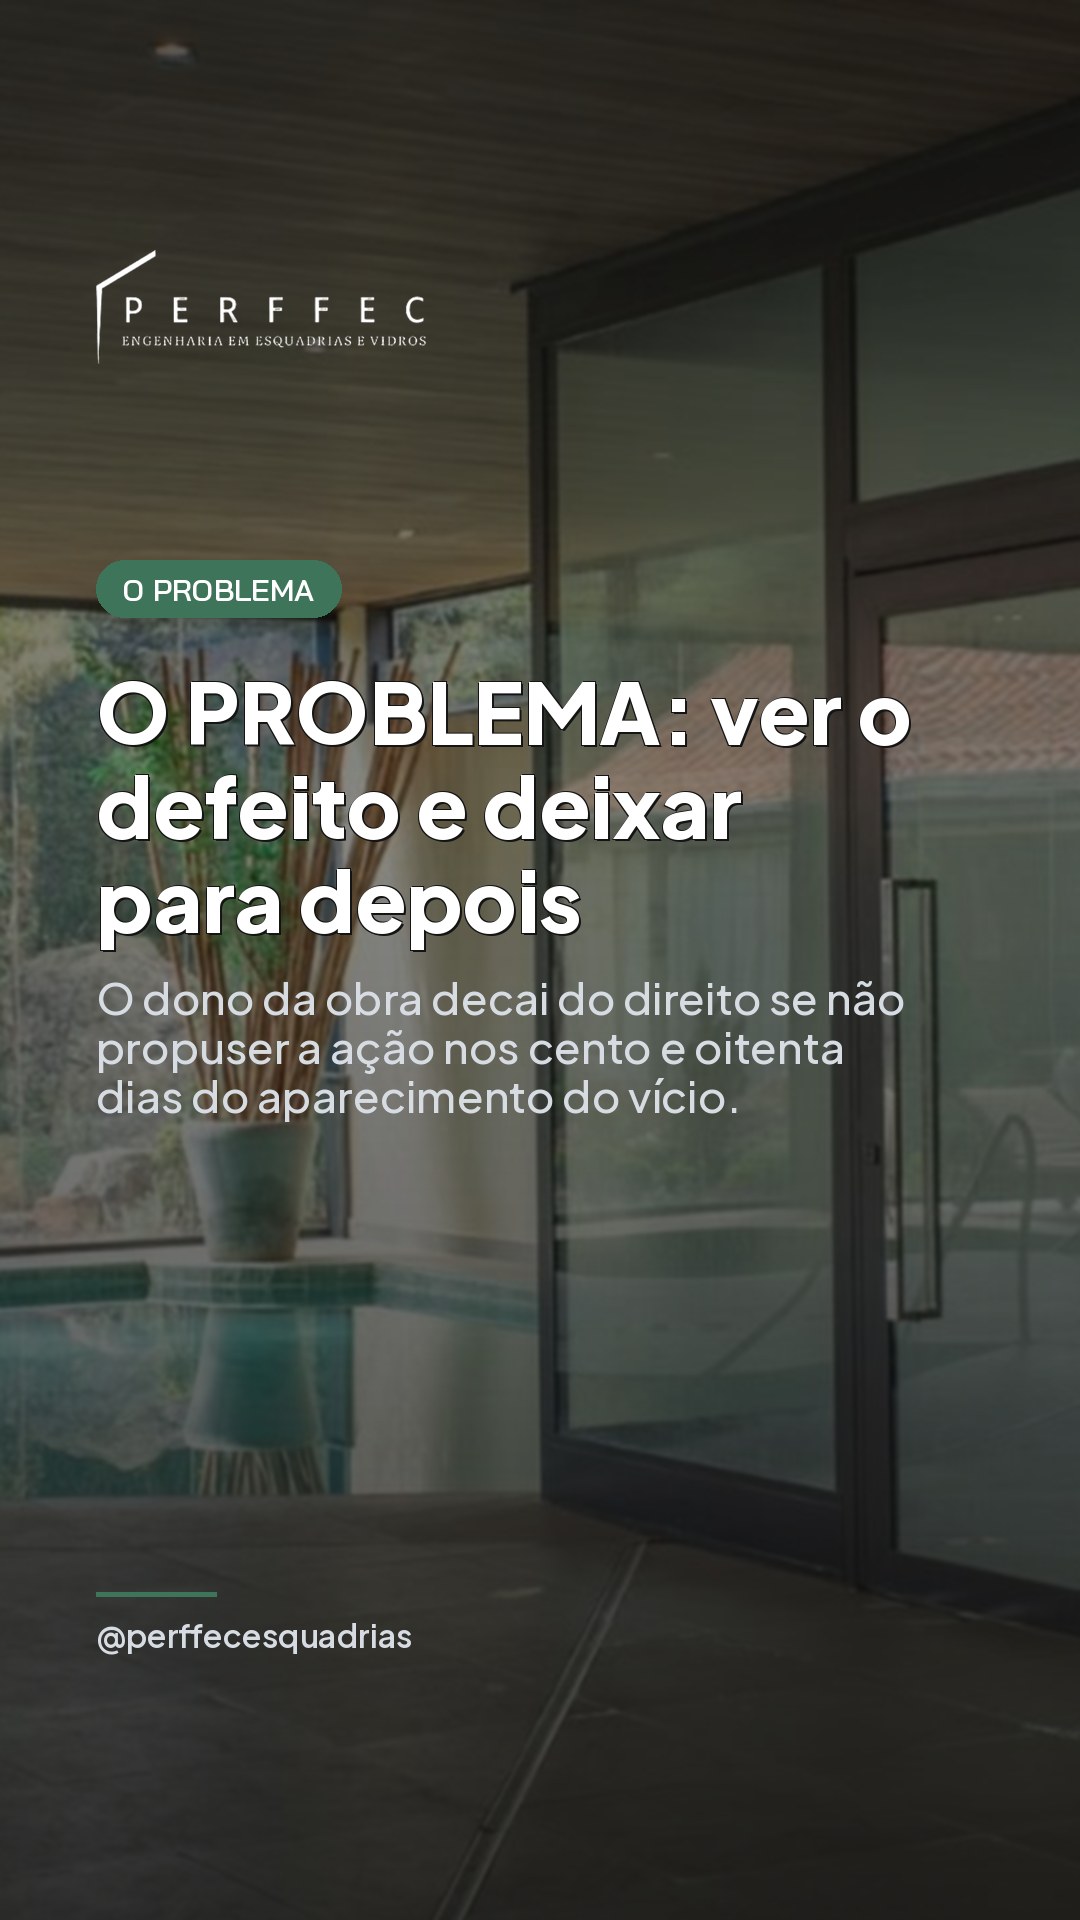 PERFFEC
ENGENHARIA EM ESQUADRIAS E VIDROS
O PROBLEMA
O PROBLEMA: ver o
defeito e deixar
para depois
O dono da obra decai do direito se não
propuser a ação nos cento e oitenta
dias do aparecimento do vício.
@perffecesquadrias